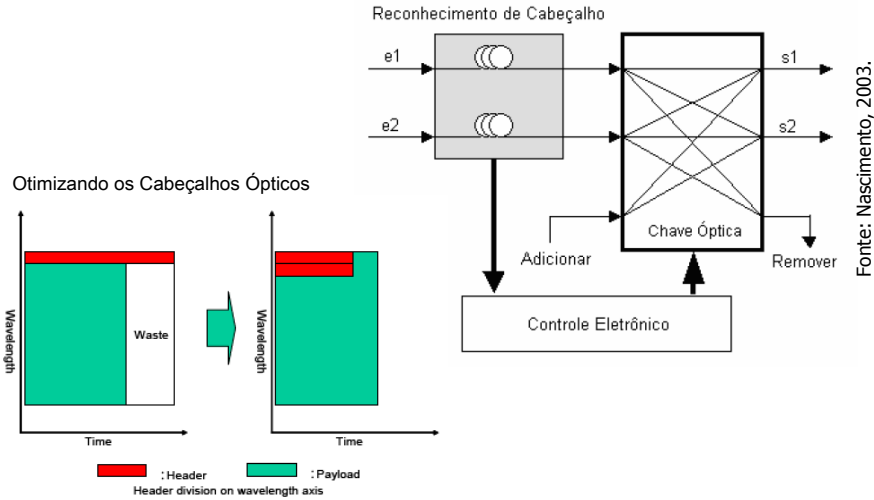 Reconhecimento de Cabeçalho
e1
s1
e2
s2
Adicionar
Chave Óptica
Remover
Controle Eletrônico
Fonte: Nascimento, 2003.
Otimizando os Cabeçalhos Ópticos
Wavelength
Waste
Time
Wavelength
Time
: Header
: Payload
Header division on wavelength axis